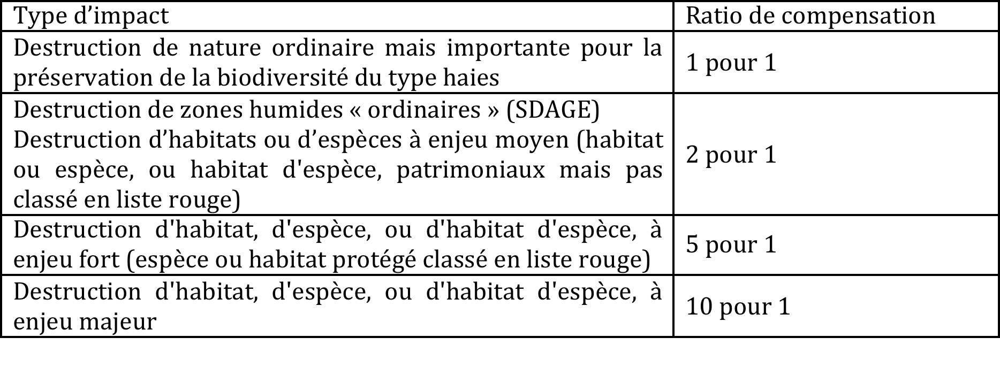 Type d’impact
Ratio de compensation
Destruction de nature ordinaire mais importante pour la
préservation de la biodiversité du type haies
1 pour 1
Destruction de zones humides « ordinaires » (SDAGE)
Destruction d’habitats ou d’espèces à enjeu moyen (habitat
ou espèce, ou habitat d'espèce, patrimoniaux mais pas
classé en liste rouge)
2 pour 1
Destruction d'habitat, d'espèce, ou d'habitat d'espèce, à
enjeu fort (espèce ou habitat protégé classé en liste rouge)
5 pour 1
Destruction d'habitat, d'espèce, ou d'habitat d'espèce, à
enjeu majeur
10 pour 1